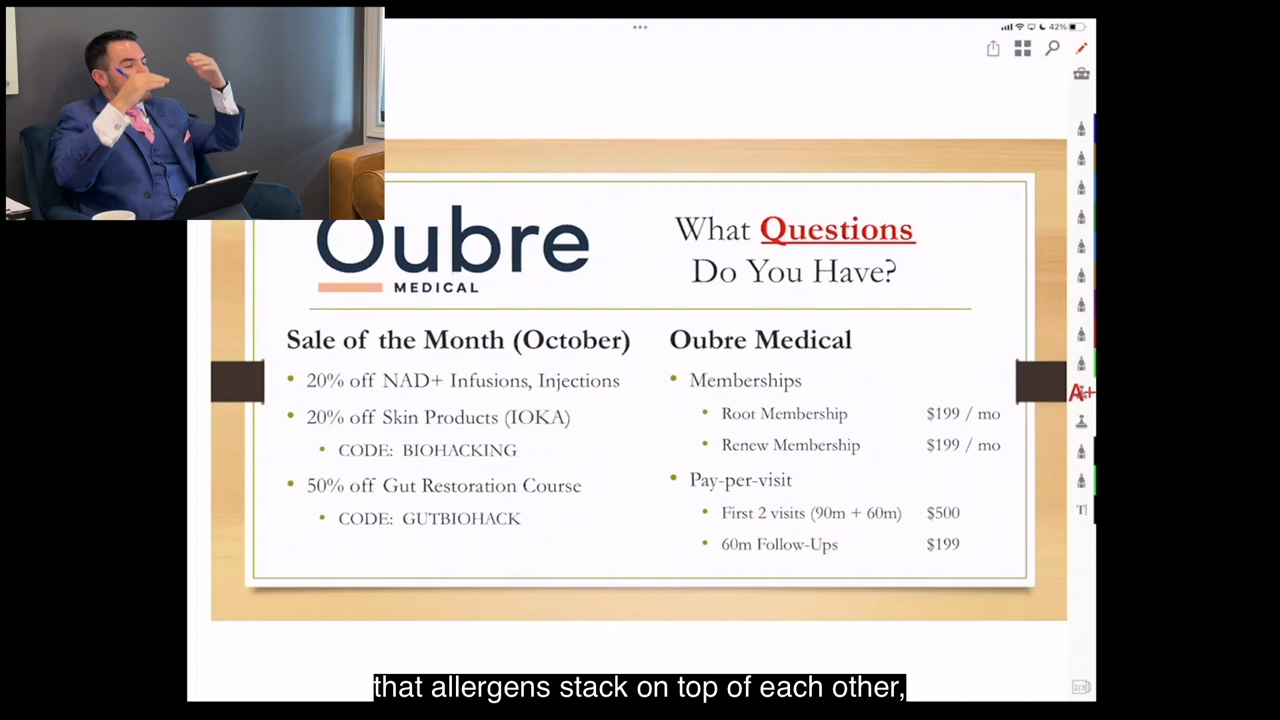 42%
Oubre
MEDICAL
What Questions
Do You Have?
Sale of the Month (October)
• 20% off NAD+ Infusions, Injections
• 20% off Skin Products (IOKA)
• CODE: BIOHACKING
• 50% off Gut Restoration Course
• CODE: GUTBIOHACK
Oubre Medical
• Memberships
• Root Membership $199 / mo
• Renew Membership $199 / mo
• Pay-per-visit
• First 2 visits (90m + 60m) $500
• 60m Follow-Ups $199
A+
T
that allergens stack on top of each other,